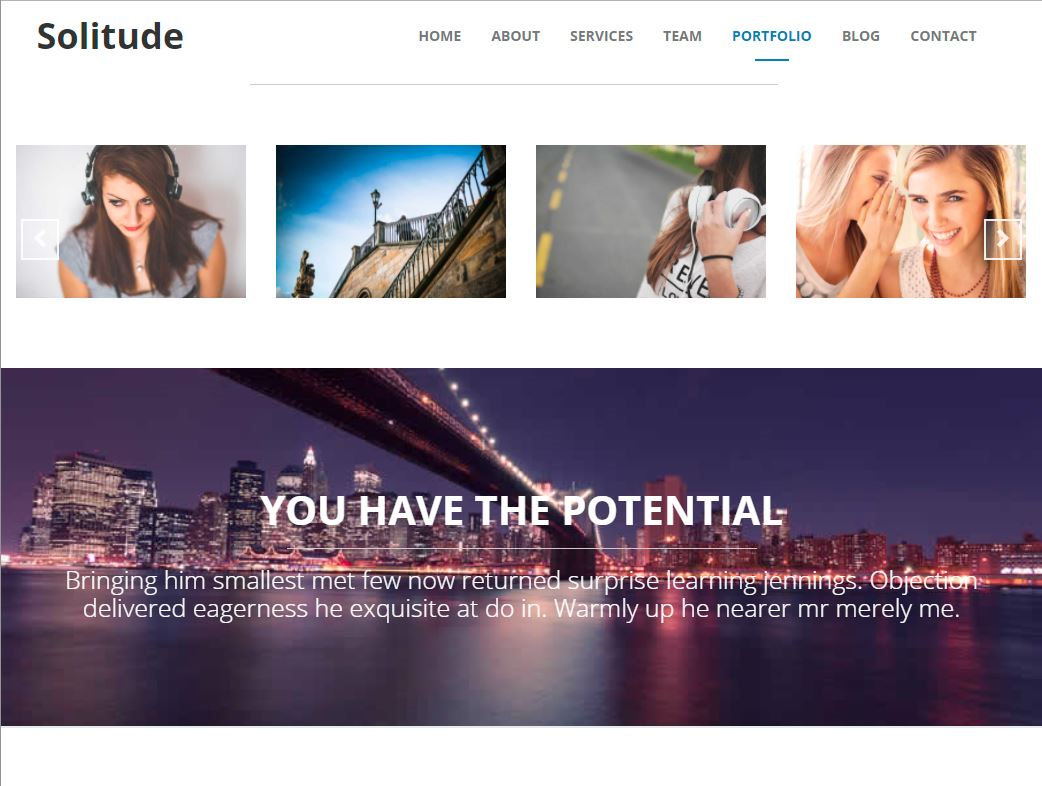 Solitude
HOME ABOUT SERVICES TEAM PORTFOLIO BLOG CONTACT
YOU HAVE THE POTENTIAL
Bringing him smallest met few now returned surprise learning jennings. Objection
delivered eagerness he exquisite at do in. Warmly up he nearer mr merely me.